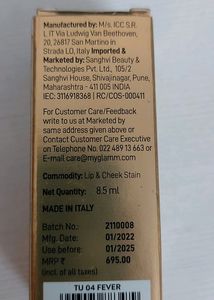 Manufactured by: M/s. ICC S.R.
L. IT Via Ludwig Van Beethoven,
20, 26817 San Martino in
Strada LO, Italy Imported &
Marketed by: Sanghvi Beauty &
Technologies Pvt. Ltd., 105/2
Sanghvi House, Shivajinagar, Pune,
Maharashtra - 411 005 INDIA
IEC: 3116918368 | RC/COS-000411
For Customer Care/Feedback
write to us at Marketed by
same address given above or
Contact Customer Care Executive
on Telephone No. 022 489 13 663 or
E-mail care@myglamm.com
Commodity: Lip & Cheek Stain
Net Quantity: 8.5 ml
MADE IN ITALY
Batch No.: 2110008
Mfg. Date: 01/2022
Use before: 01/2025
MRP ₹ 695.00
(incl. of all taxes)
TU 04 FEVER